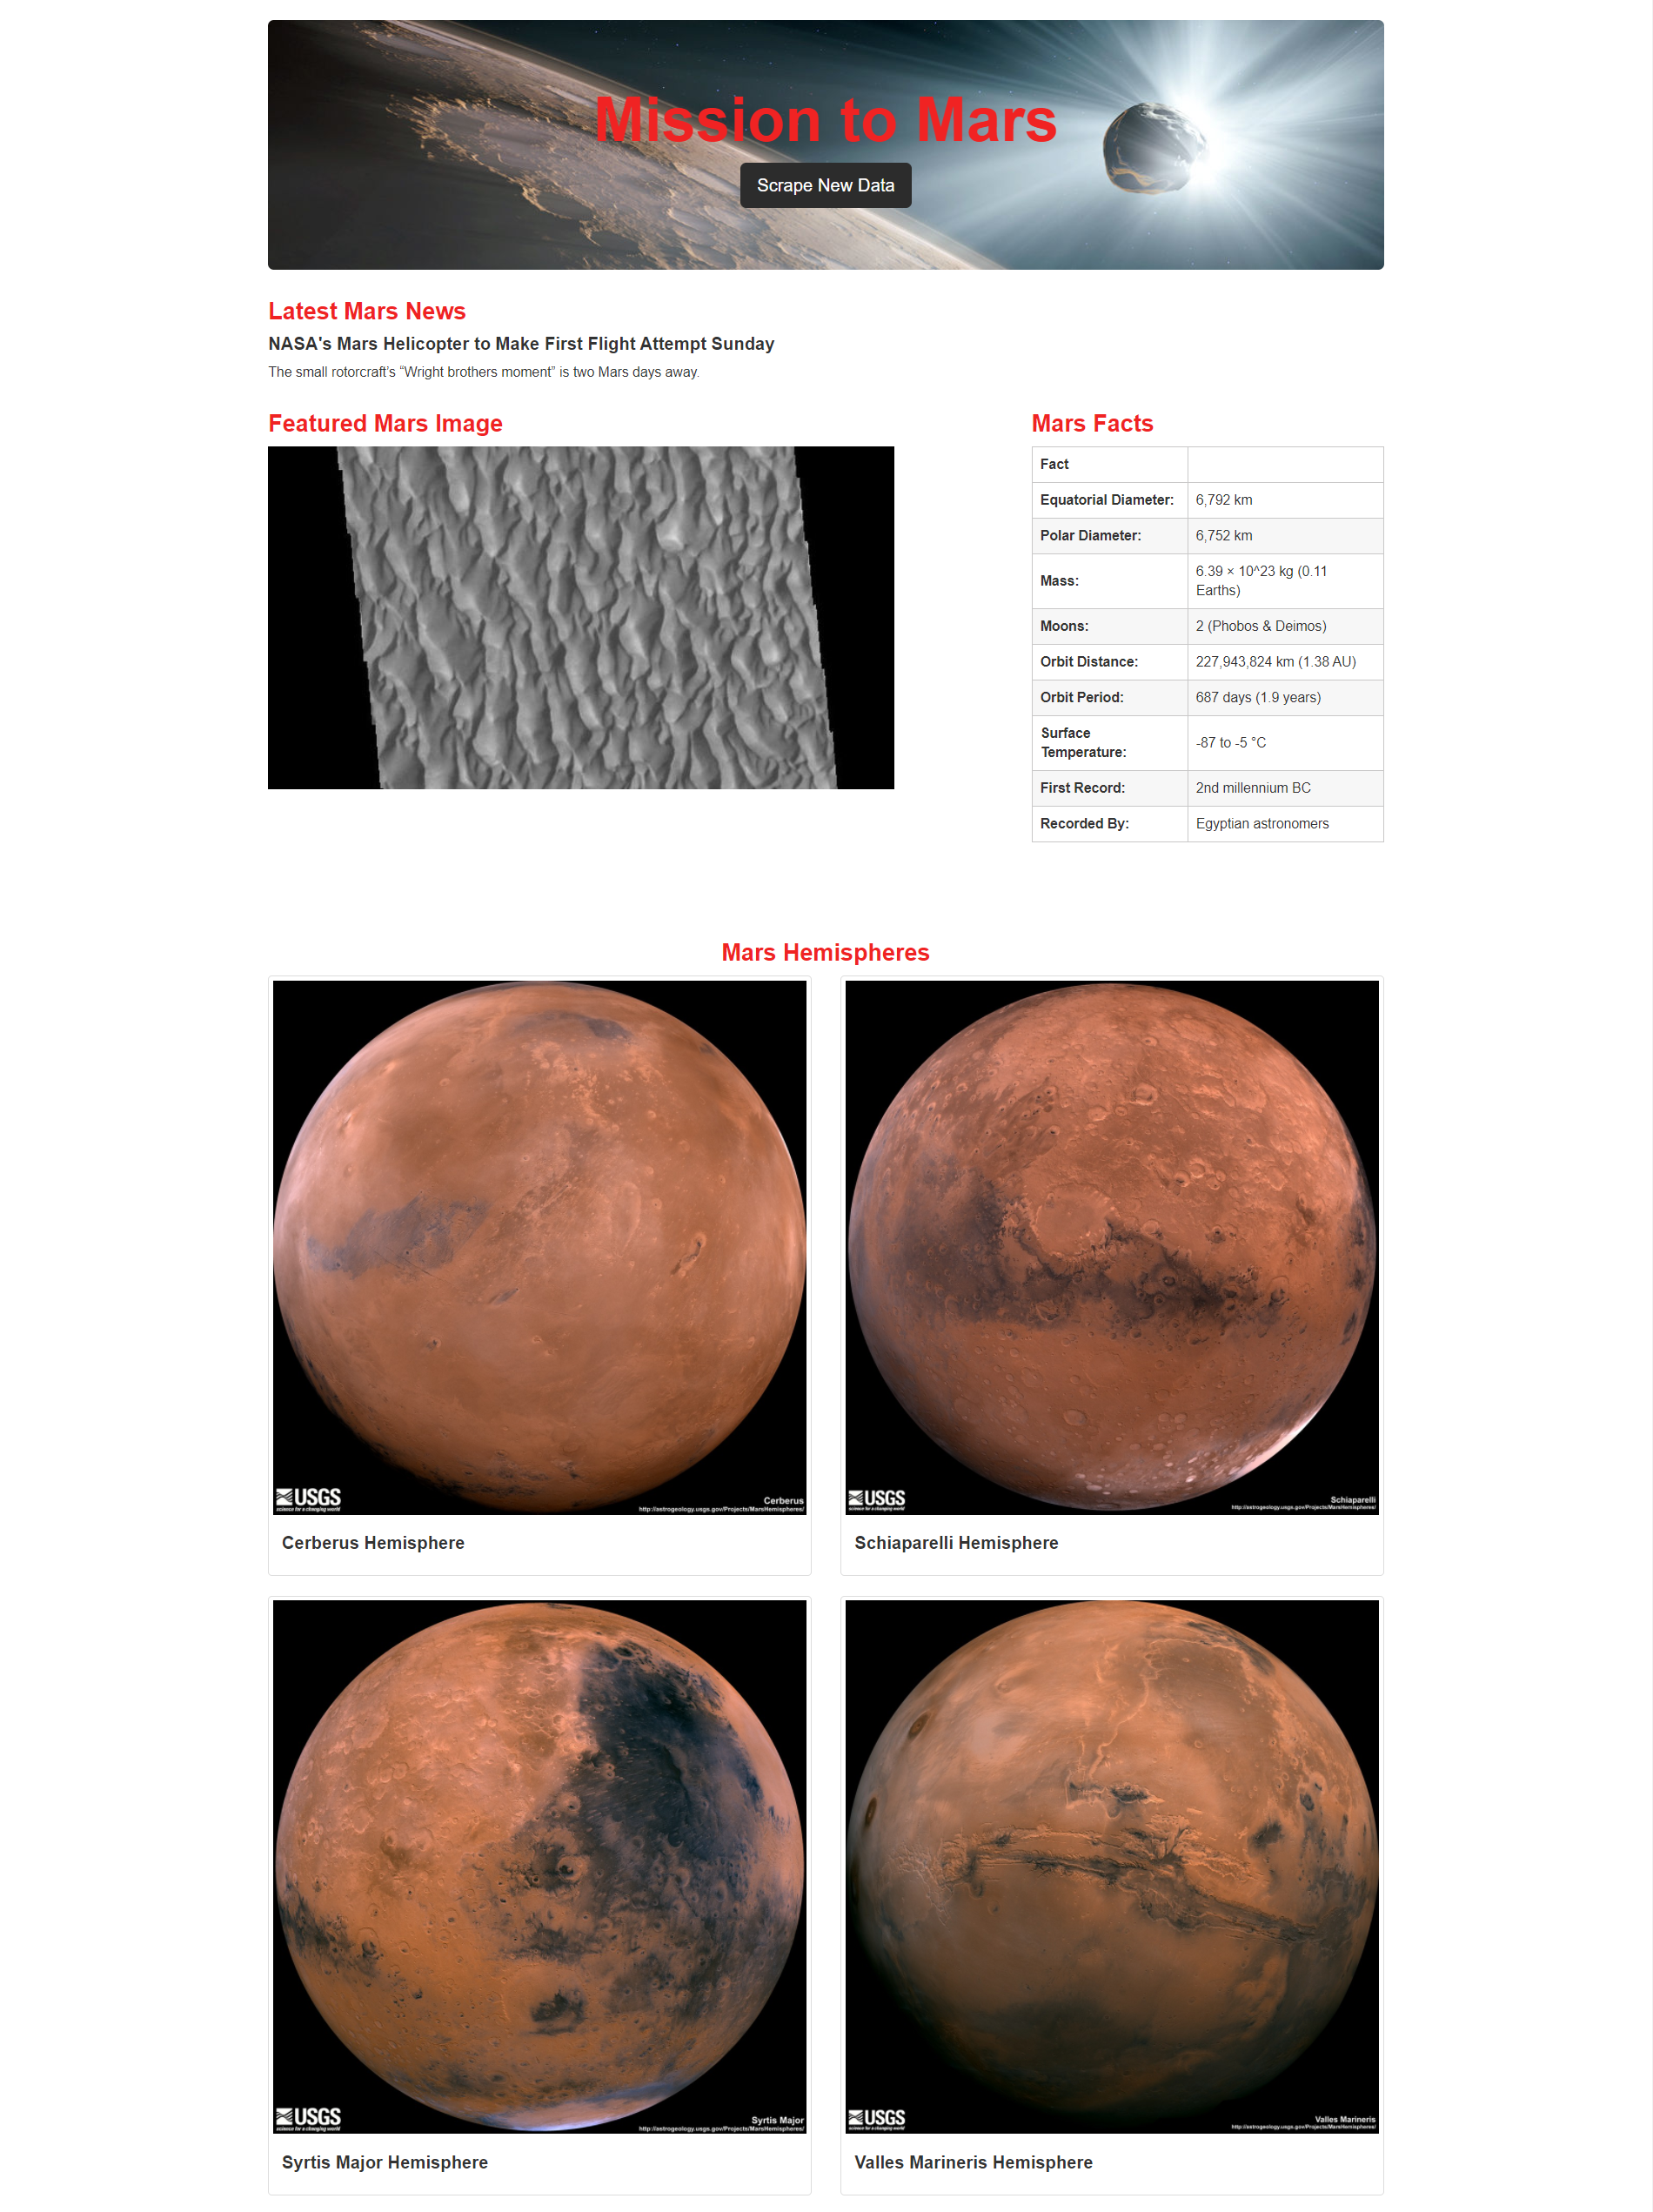 Mission to Mars
Scrape New Data
Latest Mars News
NASA's Mars Helicopter to Make First Flight Attempt Sunday
The small rotorcraft’s “Wright brothers moment” is two Mars days away.
Featured Mars Image
Mars Facts
Fact
Equatorial Diameter: 6,792 km
Polar Diameter: 6,752 km
Mass: 6.39 × 10^23 kg (0.11
Earths)
Moons: 2 (Phobos & Deimos)
Orbit Distance: 227,943,824 km (1.38 AU)
Orbit Period: 687 days (1.9 years)
Surface
Temperature: -87 to -5 °C
First Record: 2nd millennium BC
Recorded By: Egyptian astronomers
Mars Hemispheres
USGS
science for a changing world
Cerberus
http://astrogeology.usgs.gov/Projects/MarsHemispheres/
Cerberus Hemisphere
USGS
science for a changing world
Schiaparelli
http://astrogeology.usgs.gov/Projects/MarsHemispheres/
Schiaparelli Hemisphere
USGS
science for a changing world
Syrtis Major
http://astrogeology.usgs.gov/Projects/MarsHemispheres/
Syrtis Major Hemisphere
USGS
science for a changing world
Valles Marineris
http://astrogeology.usgs.gov/Projects/MarsHemispheres/
Valles Marineris Hemisphere